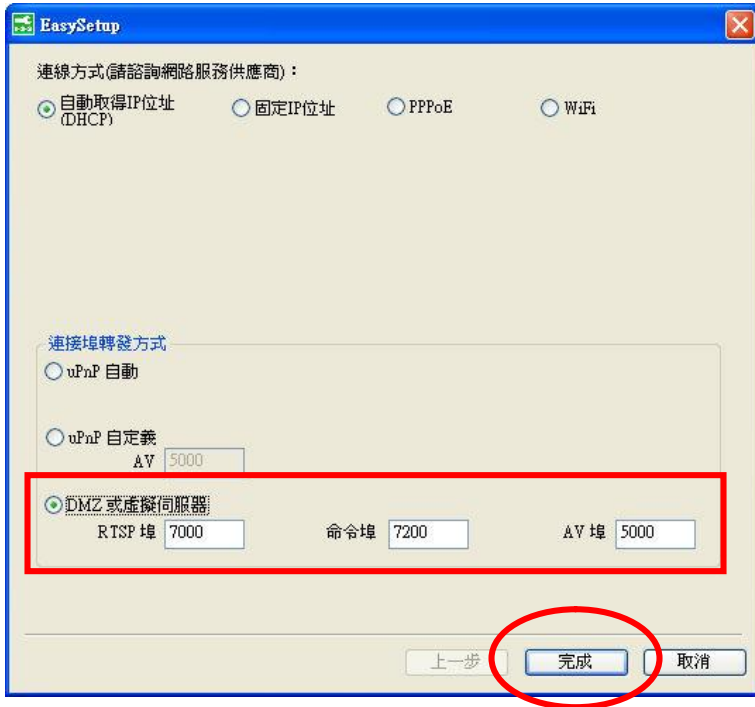 EasySetup
連線方式(請諮詢網路服務供應商)：
自動取得IP位址 固定IP位址 PPPoE WiFi
(DHCP)
連接埠轉發方式
uPnP 自動
uPnP 自定義
AV 5000
DMZ 或虛擬伺服器
RTSP 埠 7000 命令埠 7200 AV 埠 5000
上一步 完成 取消